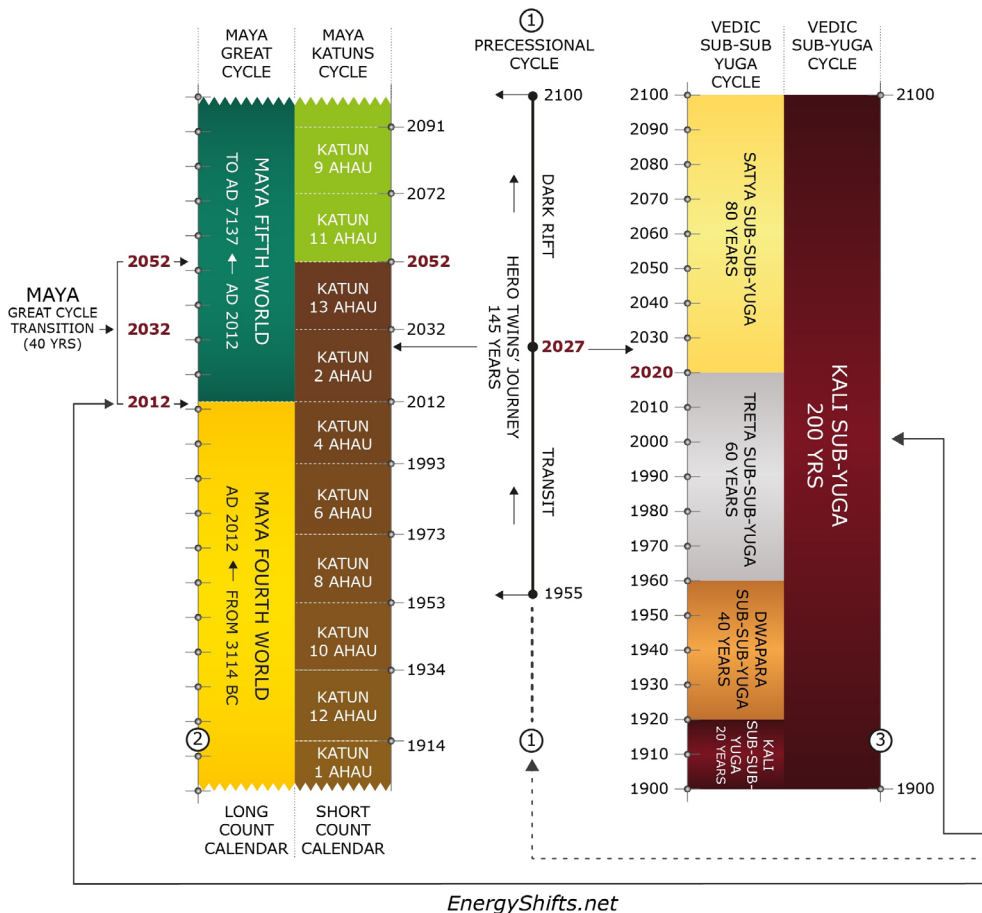 MAYA
GREAT
CYCLE
MAYA
KATUNS
CYCLE
1
PRECESSIONAL
CYCLE
VEDIC
SUB-SUB
YUGA
CYCLE
VEDIC
SUB-YUGA
CYCLE
MAYA FIFTH WORLD
TO AD 7137
AD 2012
MAYA FOURTH WORLD
AD 2012
FROM 3114 BC
2
LONG
COUNT
CALENDAR
MAYA
GREAT CYCLE
TRANSITION
(40 YRS)
2052
2032
2012
KATUN
9 AHAU
KATUN
11 AHAU
KATUN
13 AHAU
KATUN
2 AHAU
KATUN
4 AHAU
KATUN
6 AHAU
KATUN
8 AHAU
KATUN
10 AHAU
KATUN
12 AHAU
KATUN
1 AHAU
SHORT
COUNT
CALENDAR
2091
2072
2052
2032
2012
1993
1973
1953
1934
1914
2100
DARK RIFT
HERO TWINS' JOURNEY
145 YEARS
2027
TRANSIT
1955
1
2100
2090
2080
2070
2060
2050
2040
2030
2020
2010
2000
1990
1980
1970
1960
1950
1940
1930
1920
1910
1900
SATYA SUB-SUB-YUGA
80 YEARS
TRETA SUB-SUB-YUGA
60 YEARS
DWAPARA
SUB-SUB-YUGA
40 YEARS
KALI
SUB-SUB-
YUGA
20 YEARS
KALI SUB-YUGA
200 YRS
2100
3
1900
EnergyShifts.net